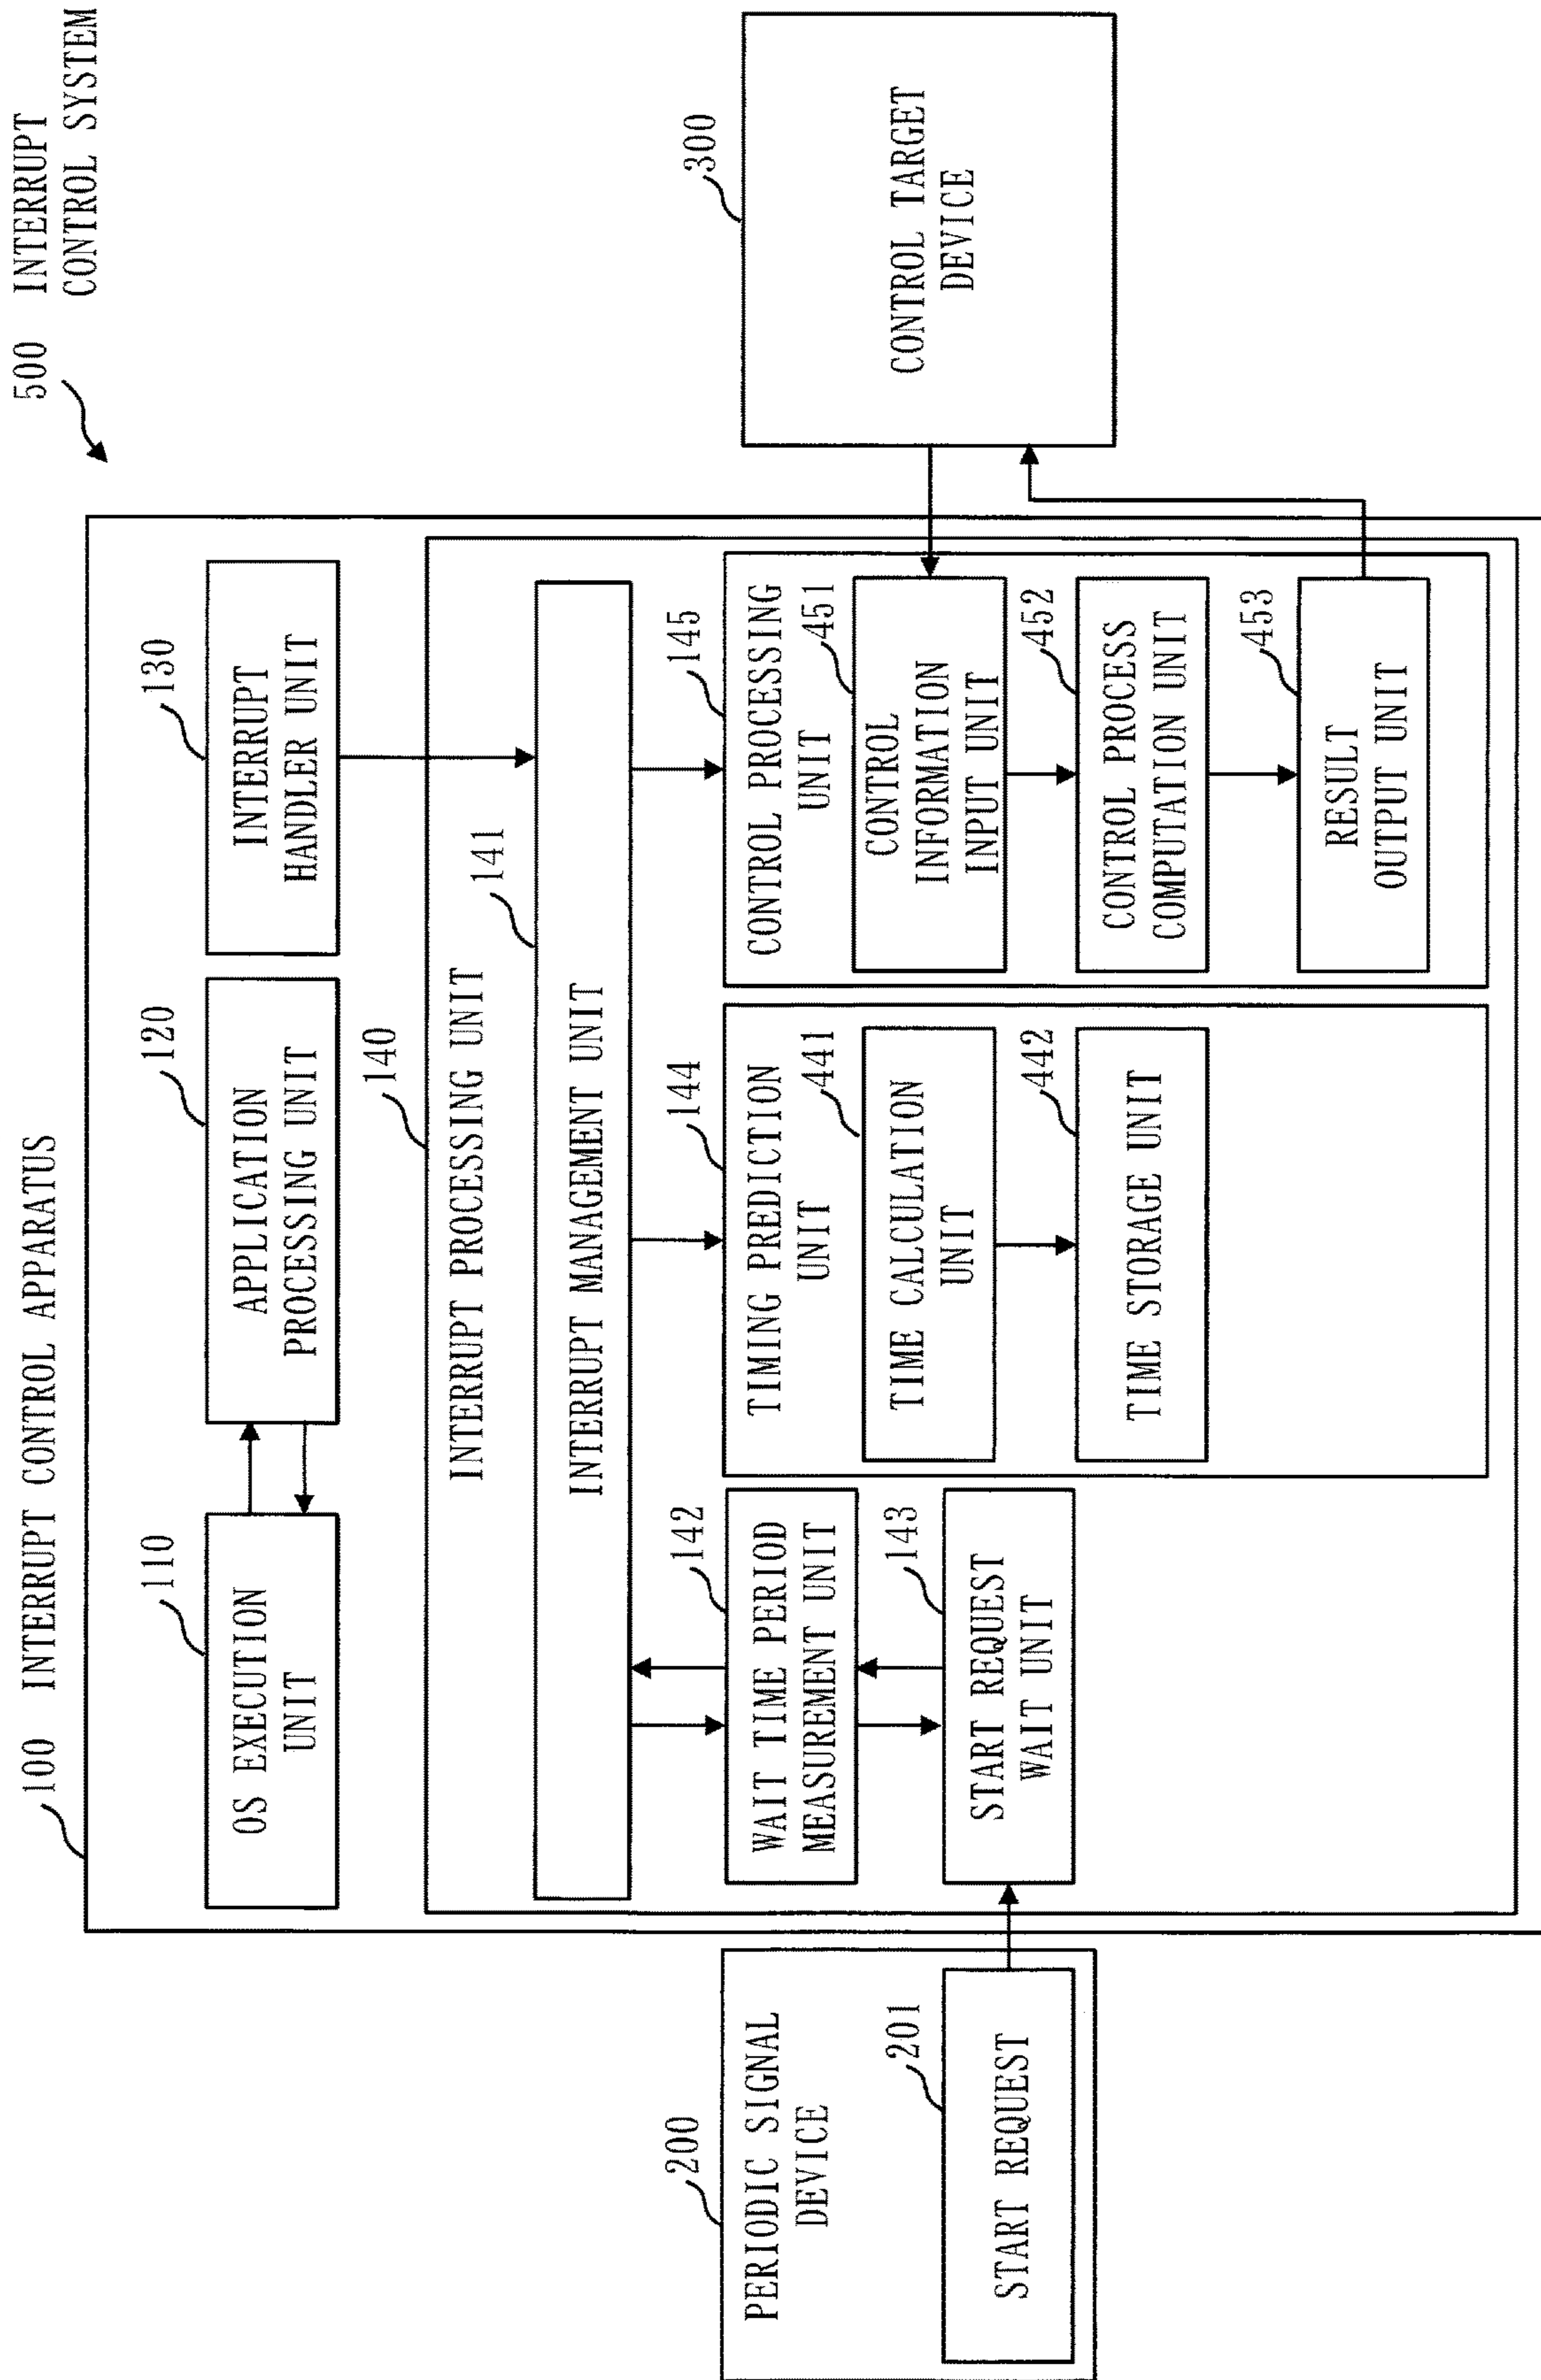 500 INTERRUPT
CONTROL SYSTEM
100 INTERRUPT CONTROL APPARATUS
110
OS EXECUTION
UNIT
120
APPLICATION
PROCESSING UNIT
130
INTERRUPT
HANDLER UNIT
140
INTERRUPT PROCESSING UNIT
141
INTERRUPT MANAGEMENT UNIT
142
WAIT TIME PERIOD
MEASUREMENT UNIT
143
START REQUEST
WAIT UNIT
144
TIMING PREDICTION
UNIT
441
TIME CALCULATION
UNIT
442
TIME STORAGE UNIT
145
CONTROL PROCESSING
UNIT
451
CONTROL
INFORMATION
INPUT UNIT
452
CONTROL PROCESS
COMPUTATION UNIT
453
RESULT
OUTPUT UNIT
200
PERIODIC SIGNAL
DEVICE
201
START REQUEST
300
CONTROL TARGET
DEVICE